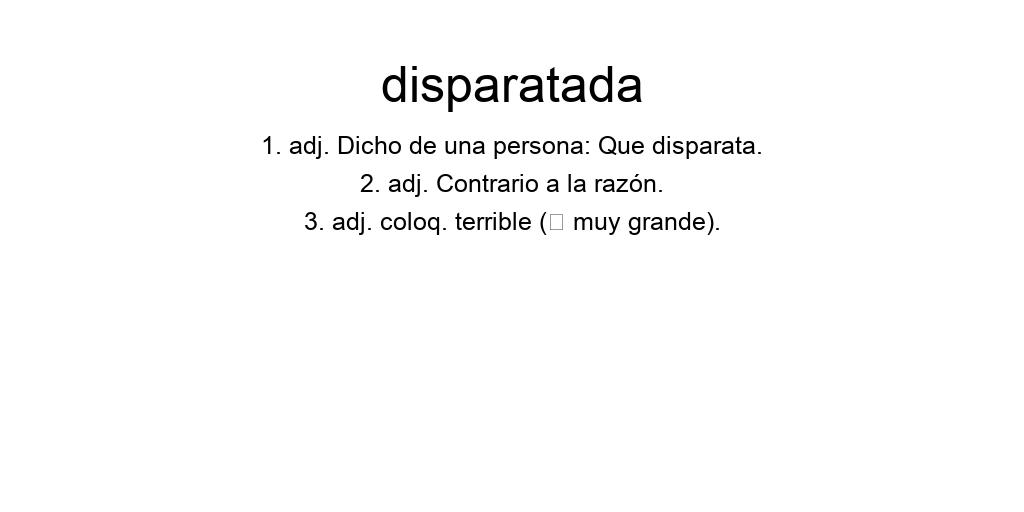 disparatada
1. adj. Dicho de una persona: Que disparata.
2. adj. Contrario a la razón.
3. adj. coloq. terrible (□ muy grande).